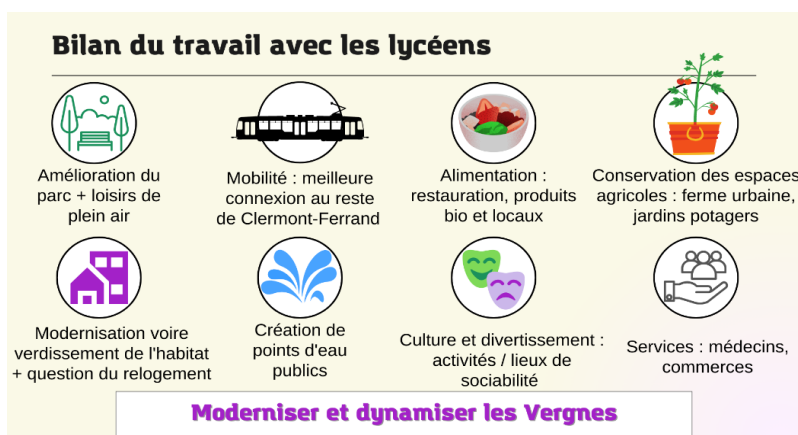 Bilan du travail avec les lycéens
Amélioration du
parc + loisirs de
plein air
Mobilité : meilleure
connexion au reste
de Clermont-Ferrand
Alimentation :
restauration, produits
bio et locaux
Conservation des espaces
agricoles : ferme urbaine,
jardins potagers
Modernisation voire
verdissement de l'habitat
+ question du relogement
Création de
points d'eau
publics
Culture et divertissement :
activités / lieux de
sociabilité
Services : médecins,
commerces
Moderniser et dynamiser les Vergnes